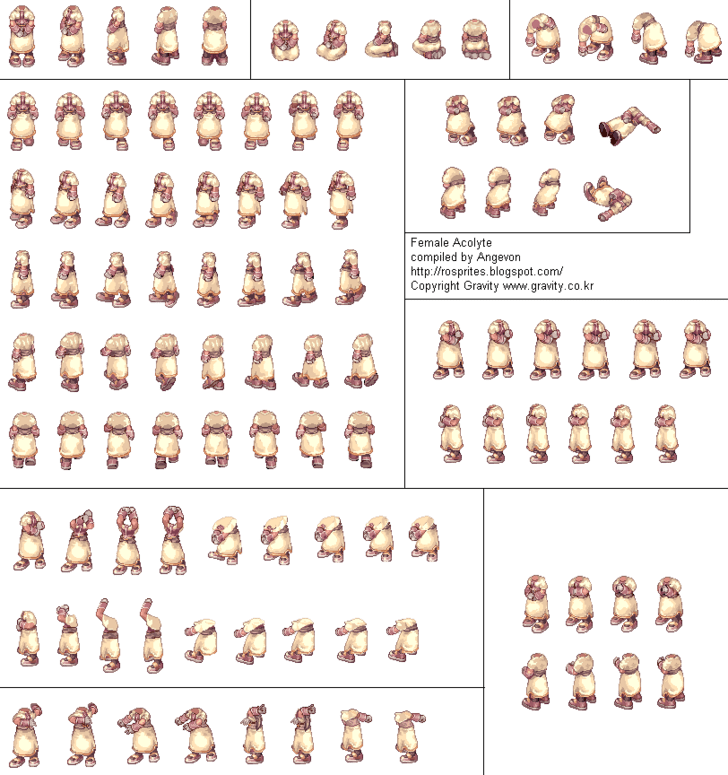 Female Acolyte
compiled by Angevon
http://rosprites.blogspot.com/
Copyright Gravity www.gravity.co.kr